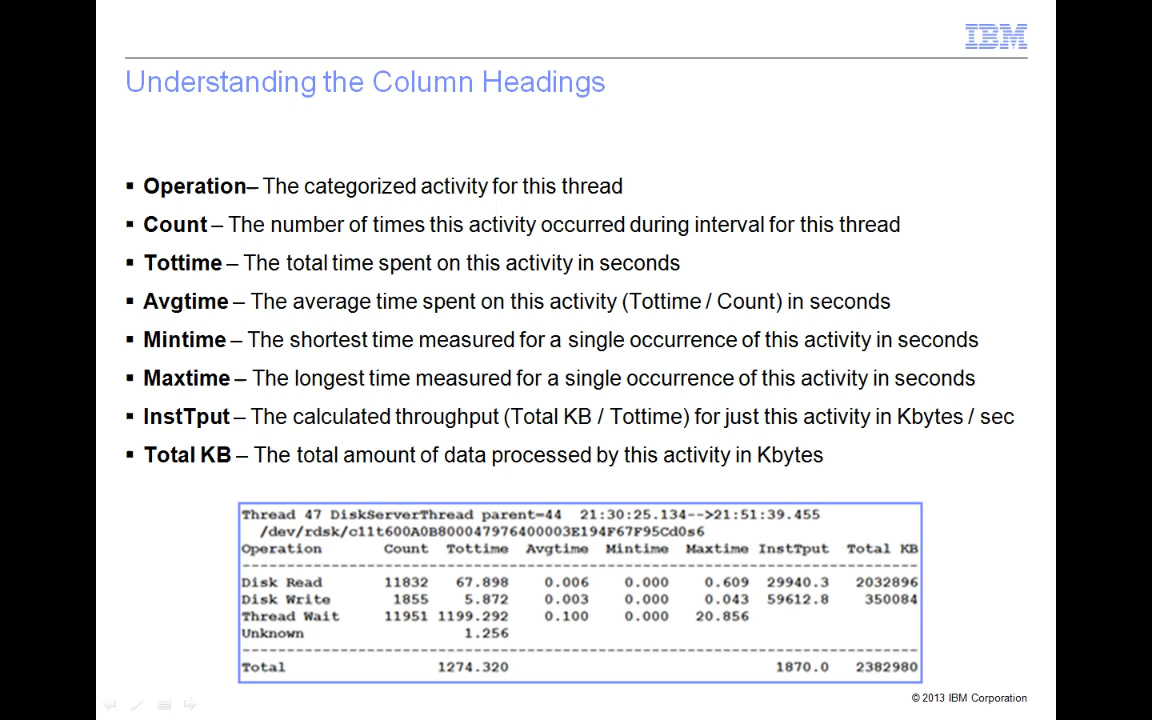 IBM
Understanding the Column Headings
▪ Operation– The categorized activity for this thread
▪ Count – The number of times this activity occurred during interval for this thread
▪ Tottime – The total time spent on this activity in seconds
▪ Avgtime – The average time spent on this activity (Tottime / Count) in seconds
▪ Mintime – The shortest time measured for a single occurrence of this activity in seconds
▪ Maxtime – The longest time measured for a single occurrence of this activity in seconds
▪ InstTput – The calculated throughput (Total KB / Tottime) for just this activity in Kbytes / sec
▪ Total KB – The total amount of data processed by this activity in Kbytes
Thread 47 DiskServerThread parent=44 21:30:25.134-->21:51:39.455
/dev/rdsk/c11t600A0B800047976400003E194F67F95Cd0s6
Operation Count Tottime Avgtime Mintime Maxtime InstTput Total KB
Disk Read 11832 67.898 0.006 0.000 0.609 29940.3 2032896
Disk Write 1855 5.872 0.003 0.000 0.043 59612.8 350084
Thread Wait 11951 1199.292 0.100 0.000 20.856
Unknown 1.256
Total 1274.320 1870.0 2382980
© 2013 IBM Corporation